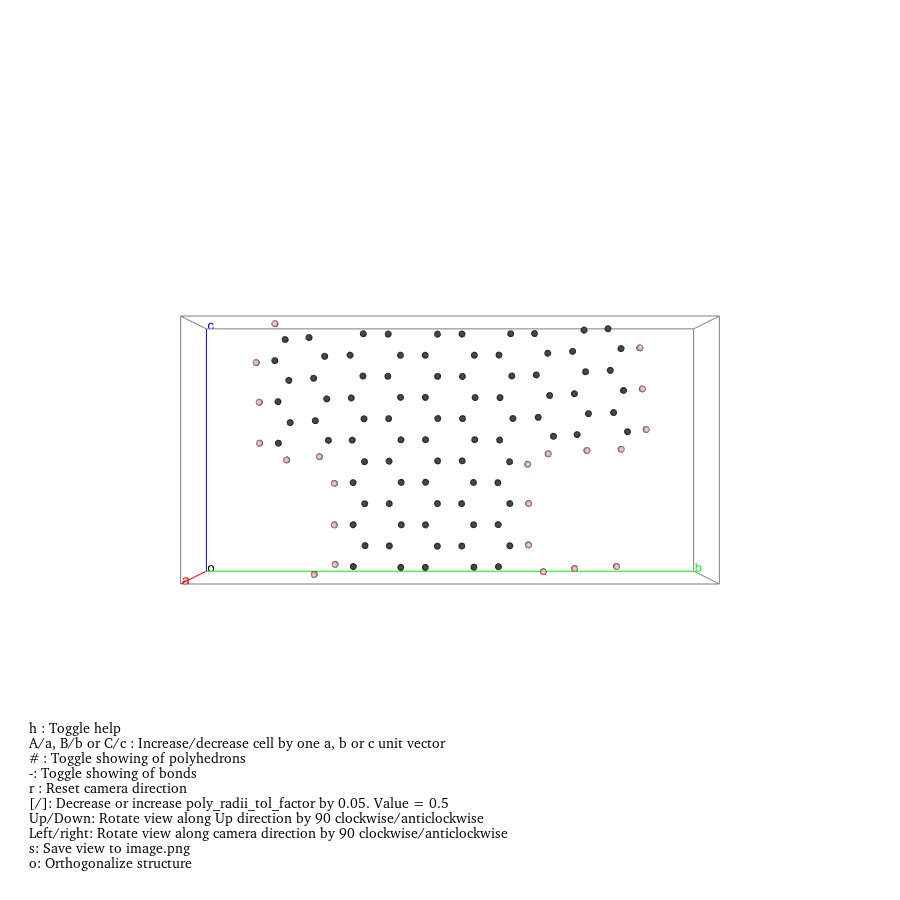 c
o
a
b
h : Toggle help
A/a, B/b or C/c : Increase/decrease cell by one a, b or c unit vector
# : Toggle showing of polyhedrons
-: Toggle showing of bonds
r : Reset camera direction
[/]: Decrease or increase poly_radii_tol_factor by 0.05. Value = 0.5
Up/Down: Rotate view along Up direction by 90 clockwise/anticlockwise
Left/right: Rotate view along camera direction by 90 clockwise/anticlockwise
s: Save view to image.png
o: Orthogonalize structure